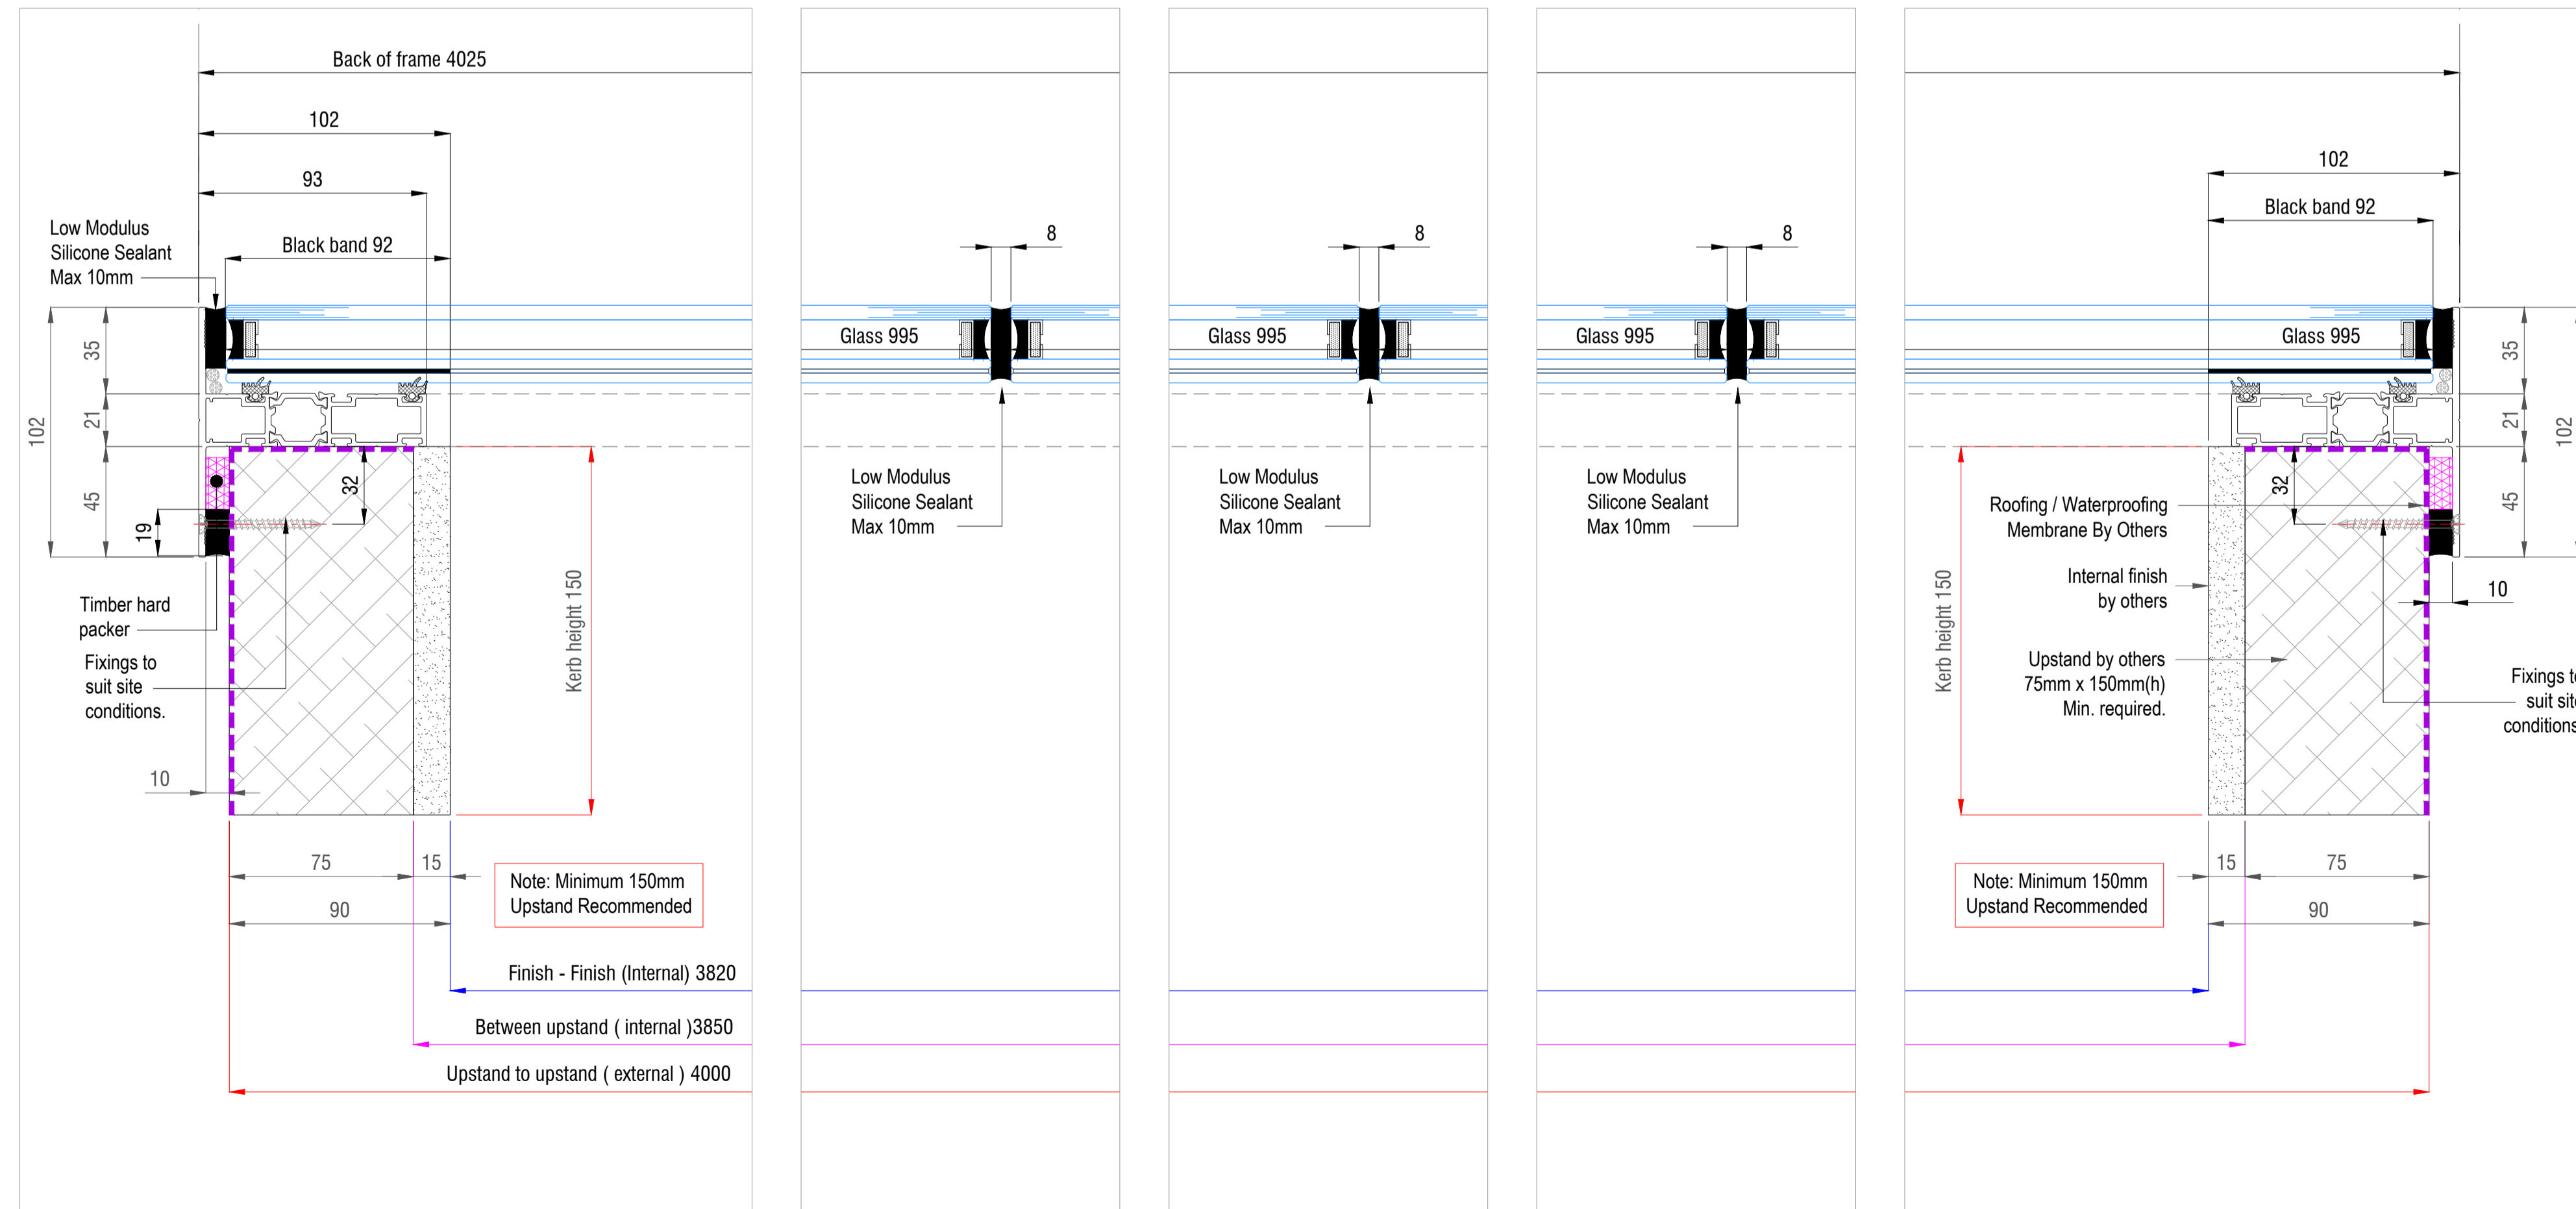 Back of frame 4025
102
93
Low Modulus
Silicone Sealant
Max 10mm
Black band 92
35
21
45
102
19
32
Timber hard
packer
Fixings to
suit site
conditions.
10
Kerb height 150
75
15
90
Note: Minimum 150mm
Upstand Recommended
Finish - Finish (Internal) 3820
Between upstand ( internal )3850
Upstand to upstand ( external ) 4000
8
Glass 995
Low Modulus
Silicone Sealant
Max 10mm
8
Glass 995
Low Modulus
Silicone Sealant
Max 10mm
8
Glass 995
Low Modulus
Silicone Sealant
Max 10mm
102
Black band 92
Glass 995
35
21
45
102
32
Roofing / Waterproofing
Membrane By Others
Internal finish
by others
10
Kerb height 150
Upstand by others
75mm x 150mm(h)
Min. required.
Fixings t
suit sit
conditions
15
75
90
Note: Minimum 150mm
Upstand Recommended